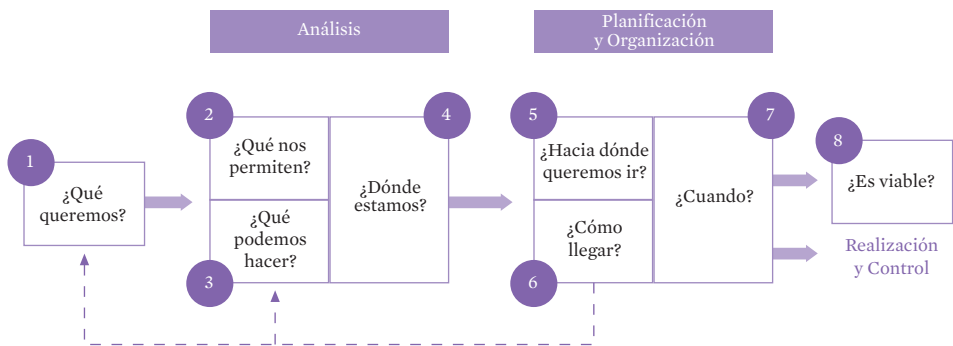 Análisis
Planificación
y Organización
1
¿Qué
queremos?
2
¿Qué nos
permiten?
3
¿Qué
podemos
hacer?
4
¿Dónde
estamos?
5
¿Hacia dónde
queremos ir?
6
¿Cómo
llegar?
7
¿Cuando?
8
¿Es viable?
Realización
y Control